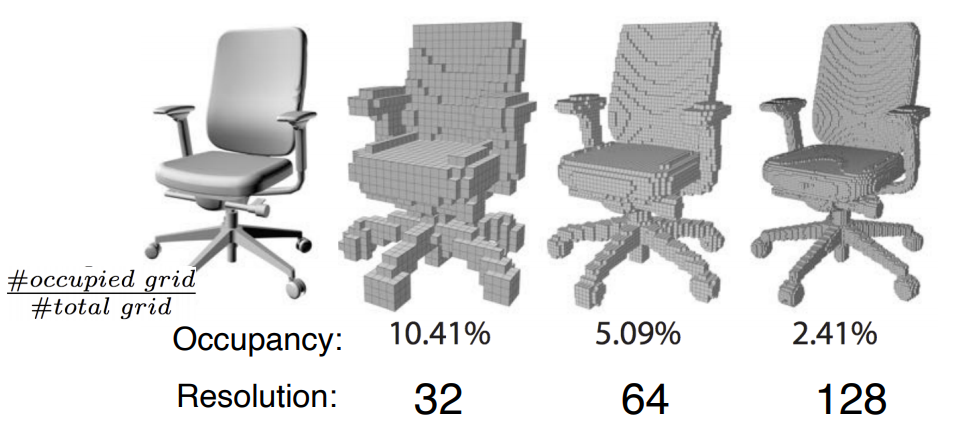 #occupied grid
#total grid
Occupancy: 10.41% 5.09% 2.41%
Resolution: 32 64 128